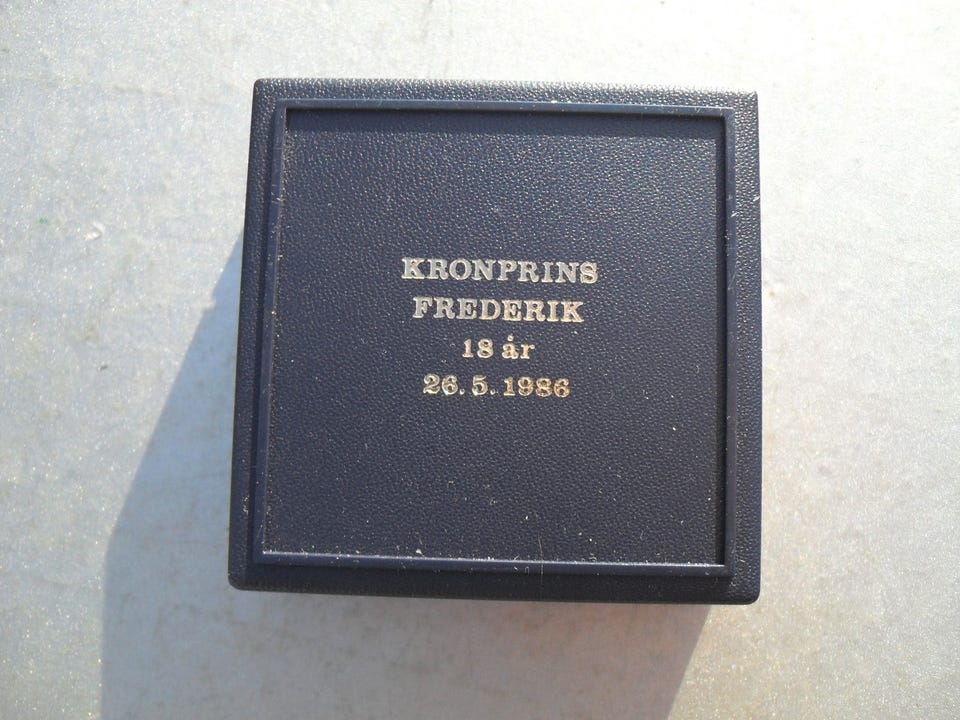 KRONPRINS
FREDERIK
18 år
26.5.1986